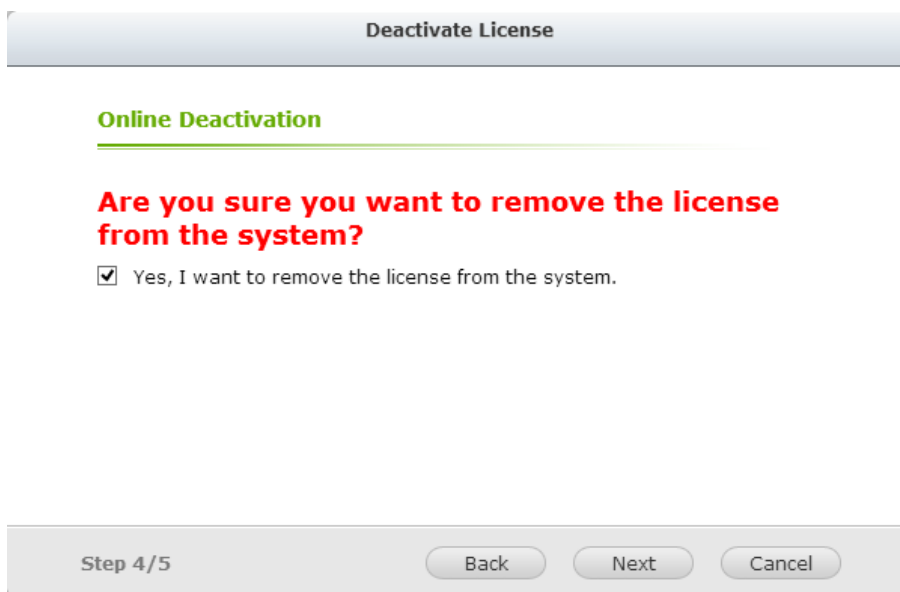 Deactivate License
Online Deactivation
Are you sure you want to remove the license
from the system?
Yes, I want to remove the license from the system.
Step 4/5
Back
Next
Cancel